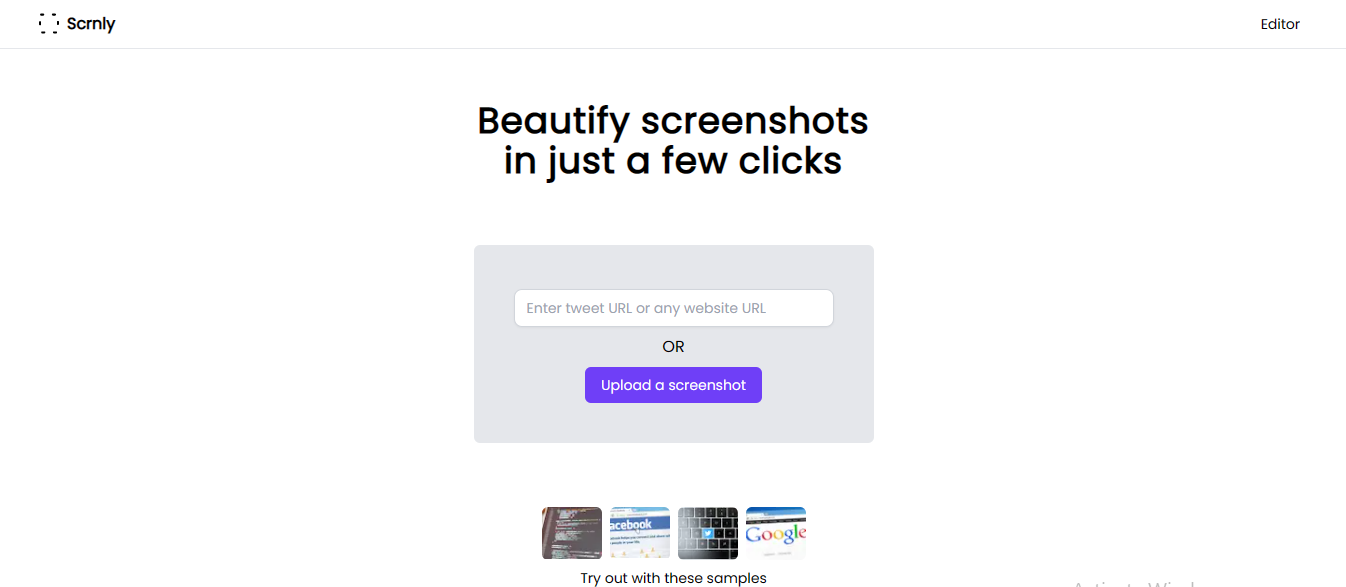 Scrnly
Editor
Beautify screenshots
in just a few clicks
Enter tweet URL or any website URL
OR
Upload a screenshot
acebook
Google
Try out with these samples